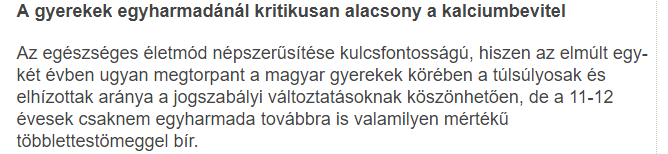 A gyerekek egyharmadánál kritikusan alacsony a kalciumbevitel
Az egészséges életmód népszerűsítése kulcsfontosságú, hiszen az elmúlt egy-
két évben ugyan megtorpant a magyar gyerekek körében a túlsúlyosak és
elhízottak aránya a jogszabályi változtatásoknak köszönhetően, de a 11-12
évesek csaknem egyharmada továbbra is valamilyen mértékű
többlettestömeggel bír.